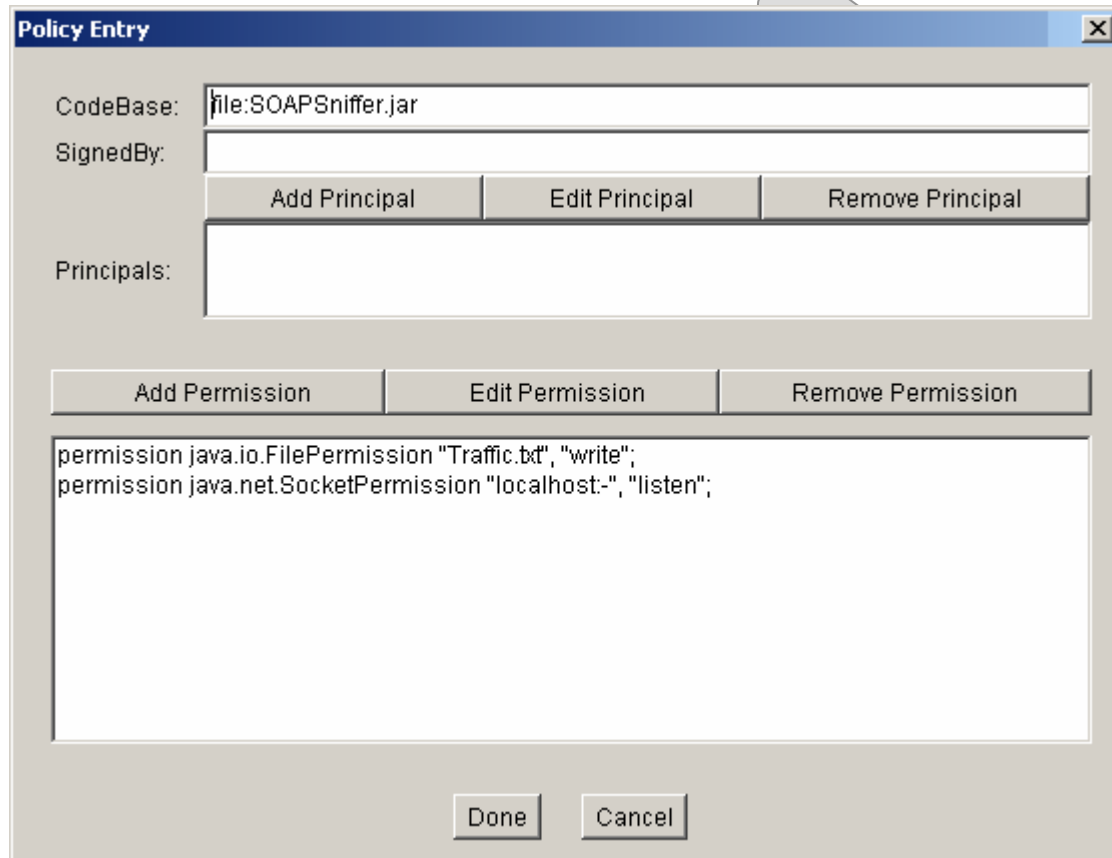 Policy Entry
CodeBase: file:SOAPSniffer.jar
SignedBy:
Add Principal Edit Principal Remove Principal
Principals:
Add Permission Edit Permission Remove Permission
permission java.io.FilePermission "Traffic.txt", "write";
permission java.net.SocketPermission "localhost:-", "listen";
Done Cancel